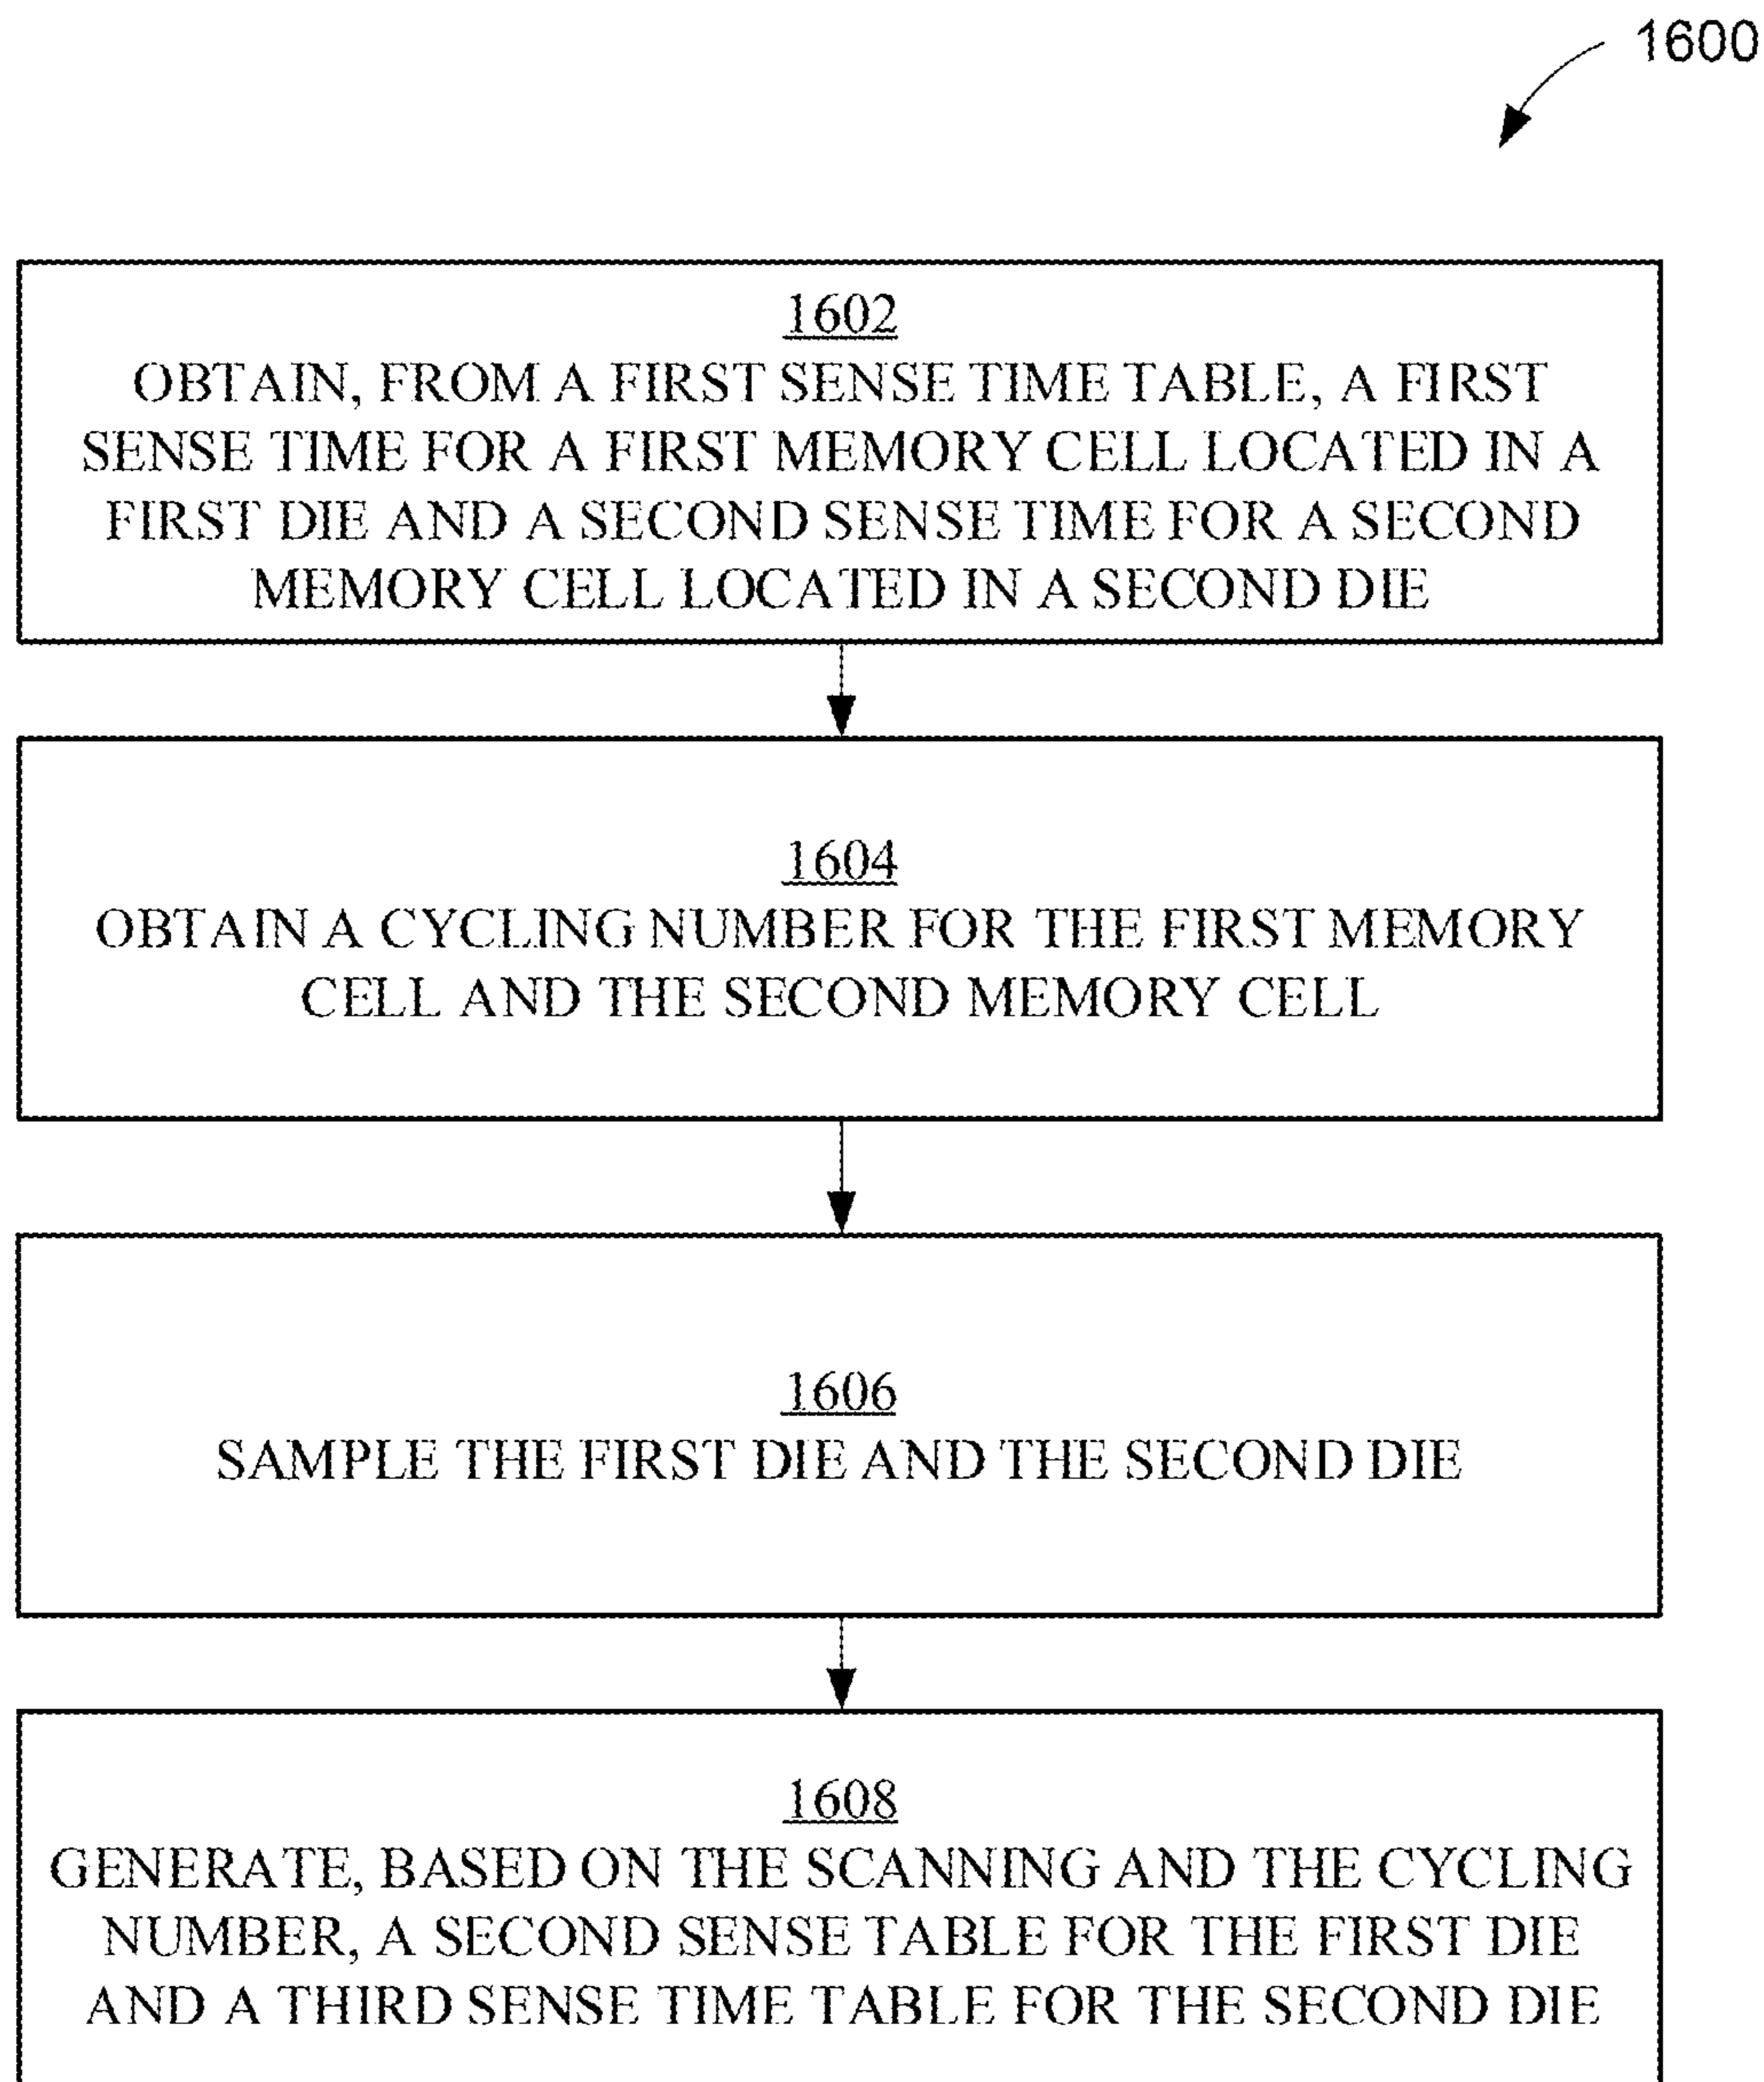 1600
1602
OBTAIN, FROM A FIRST SENSE TIME TABLE, A FIRST
SENSE TIME FOR A FIRST MEMORY CELL LOCATED IN A
FIRST DIE AND A SECOND SENSE TIME FOR A SECOND
MEMORY CELL LOCATED IN A SECOND DIE
1604
OBTAIN A CYCLING NUMBER FOR THE FIRST MEMORY
CELL AND THE SECOND MEMORY CELL
1606
SAMPLE THE FIRST DIE AND THE SECOND DIE
1608
GENERATE, BASED ON THE SCANNING AND THE CYCLING
NUMBER, A SECOND SENSE TABLE FOR THE FIRST DIE
AND A THIRD SENSE TIME TABLE FOR THE SECOND DIE